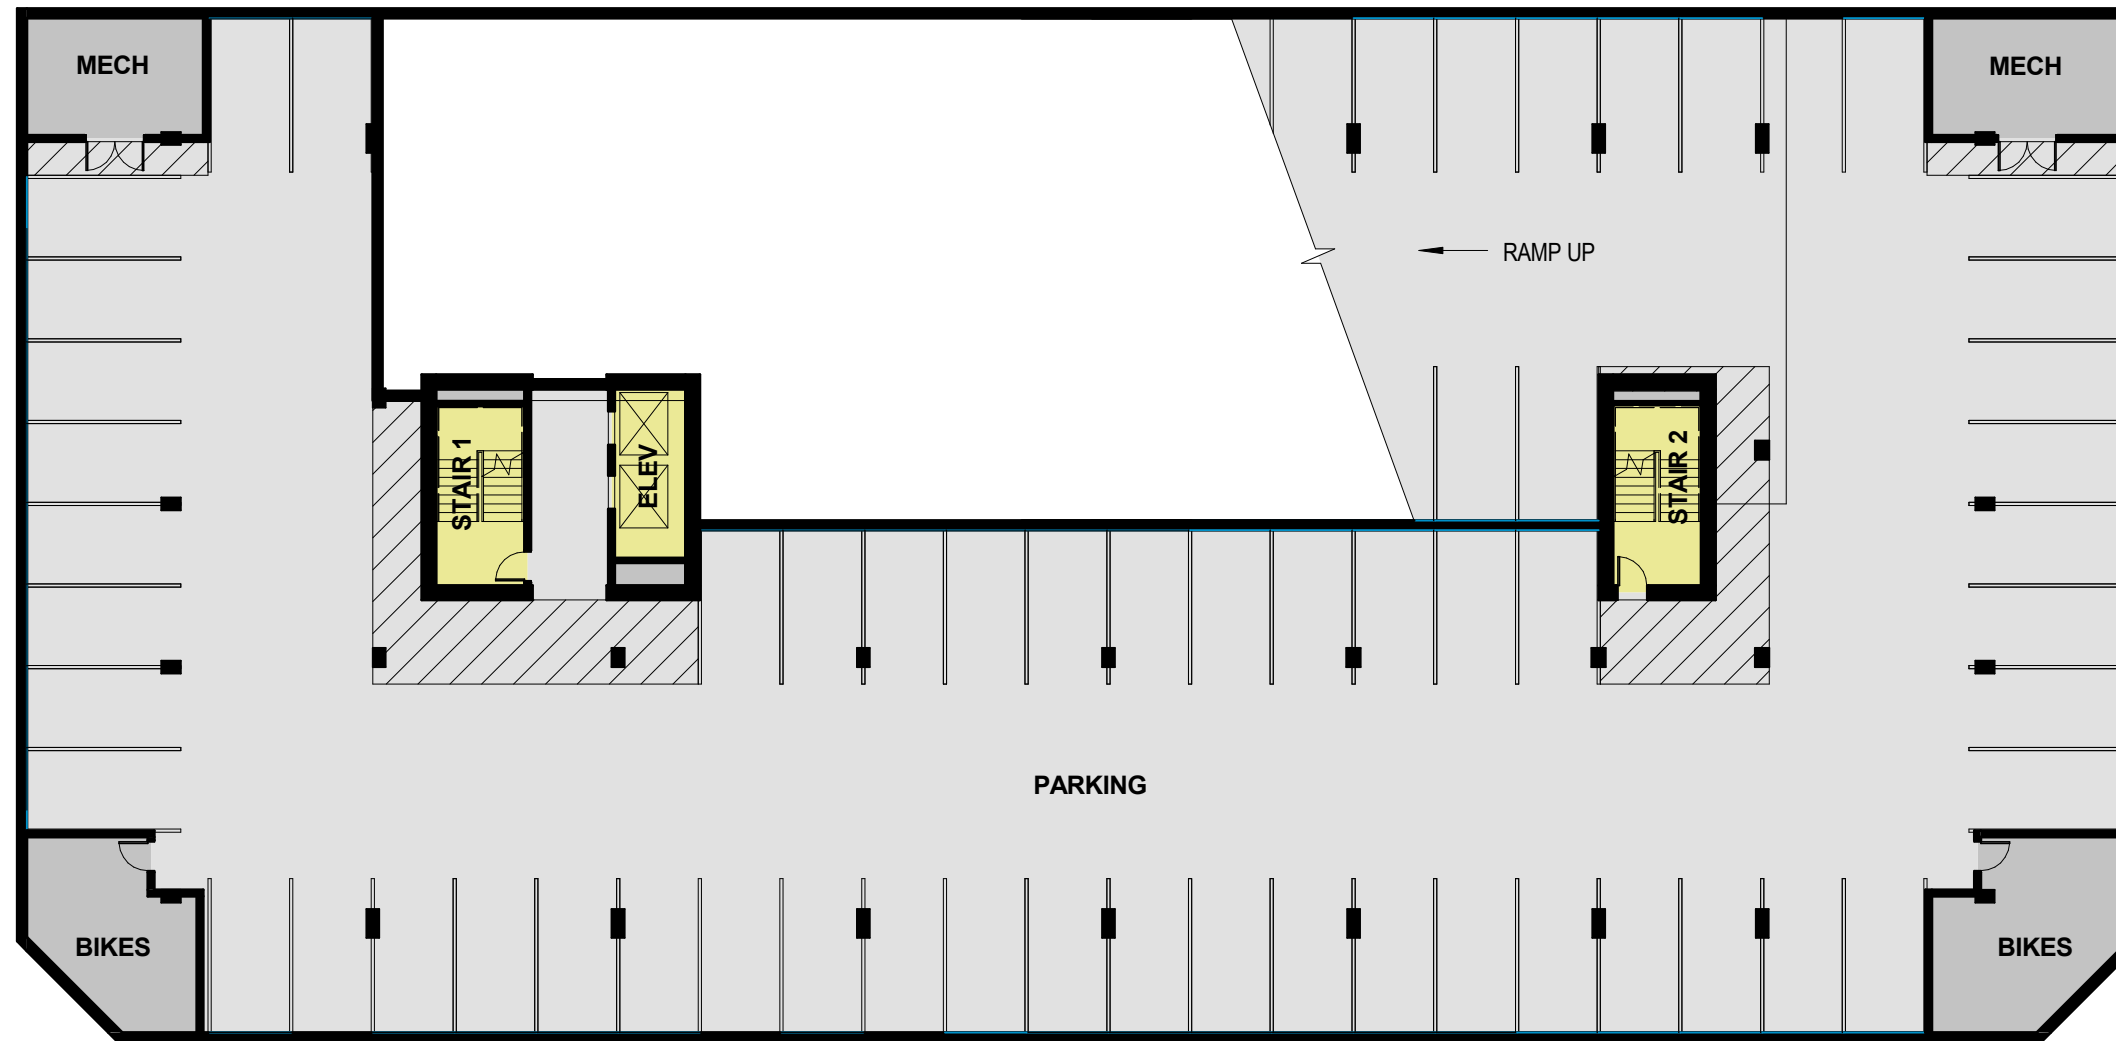 MECH
MECH
RAMP UP
STAIR 1
ELEV
STAIR 2
PARKING
BIKES
BIKES